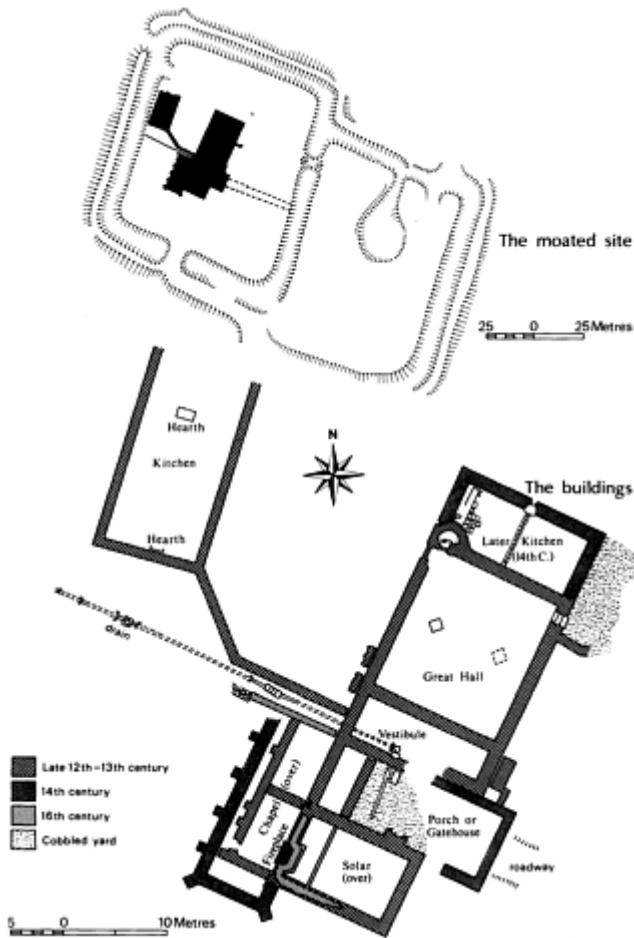 The moated site
25 0 25 Metres
N
Hearth
Kitchen
Hearth
drain
The buildings
Later Kitchen
(14th C.)
Great Hall
Vestibule
Chapel (over)
Fireplace
Solar
(over)
Porch or
Gatehouse
roadway
Late 12th–13th century
14th century
16th century
Cobbled yard
5 0 10 Metres